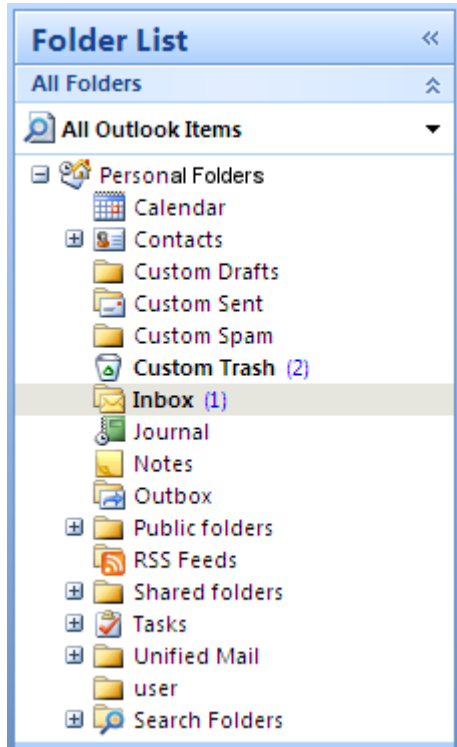 Folder List
All Folders
All Outlook Items
Personal Folders
Calendar
Contacts
Custom Drafts
Custom Sent
Custom Spam
Custom Trash (2)
Inbox (1)
Journal
Notes
Outbox
Public folders
RSS Feeds
Shared folders
Tasks
Unified Mail
user
Search Folders